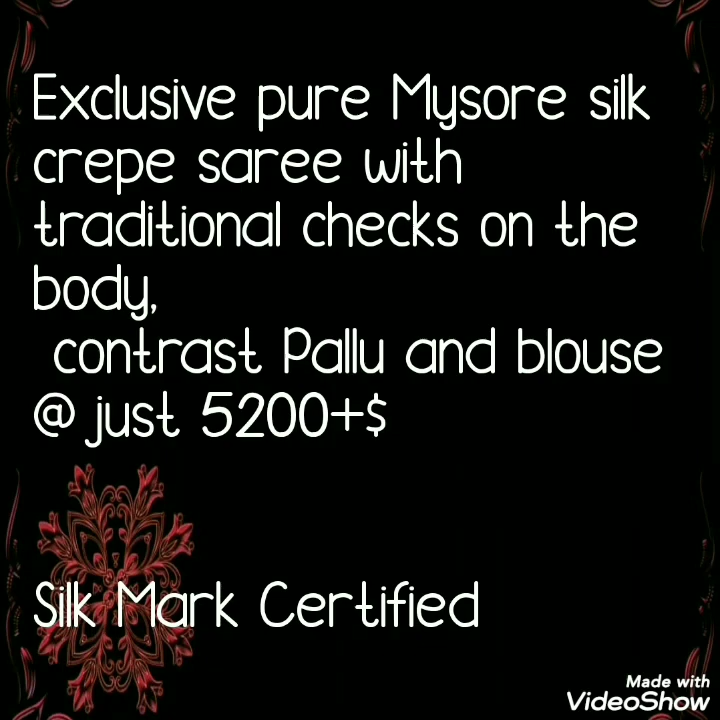 Exclusive pure Mysore silk
crepe saree with
traditional checks on the
body,
contrast Pallu and blouse
@ just 5200+$
Silk Mark Certified
Made with
VideoShow